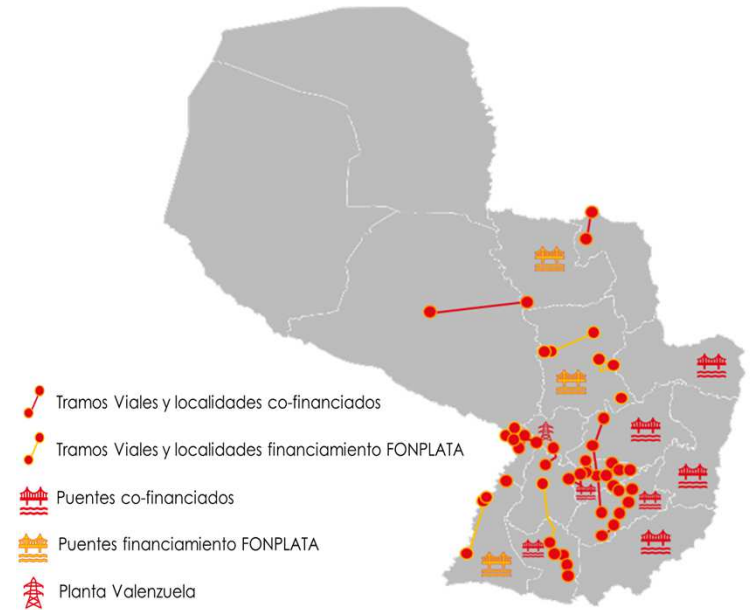 Tramos Viales y localidades co-financiados
Tramos Viales y localidades financiamiento FONPLATA
Puentes co-financiados
Puentes financiamiento FONPLATA
Planta Valenzuela